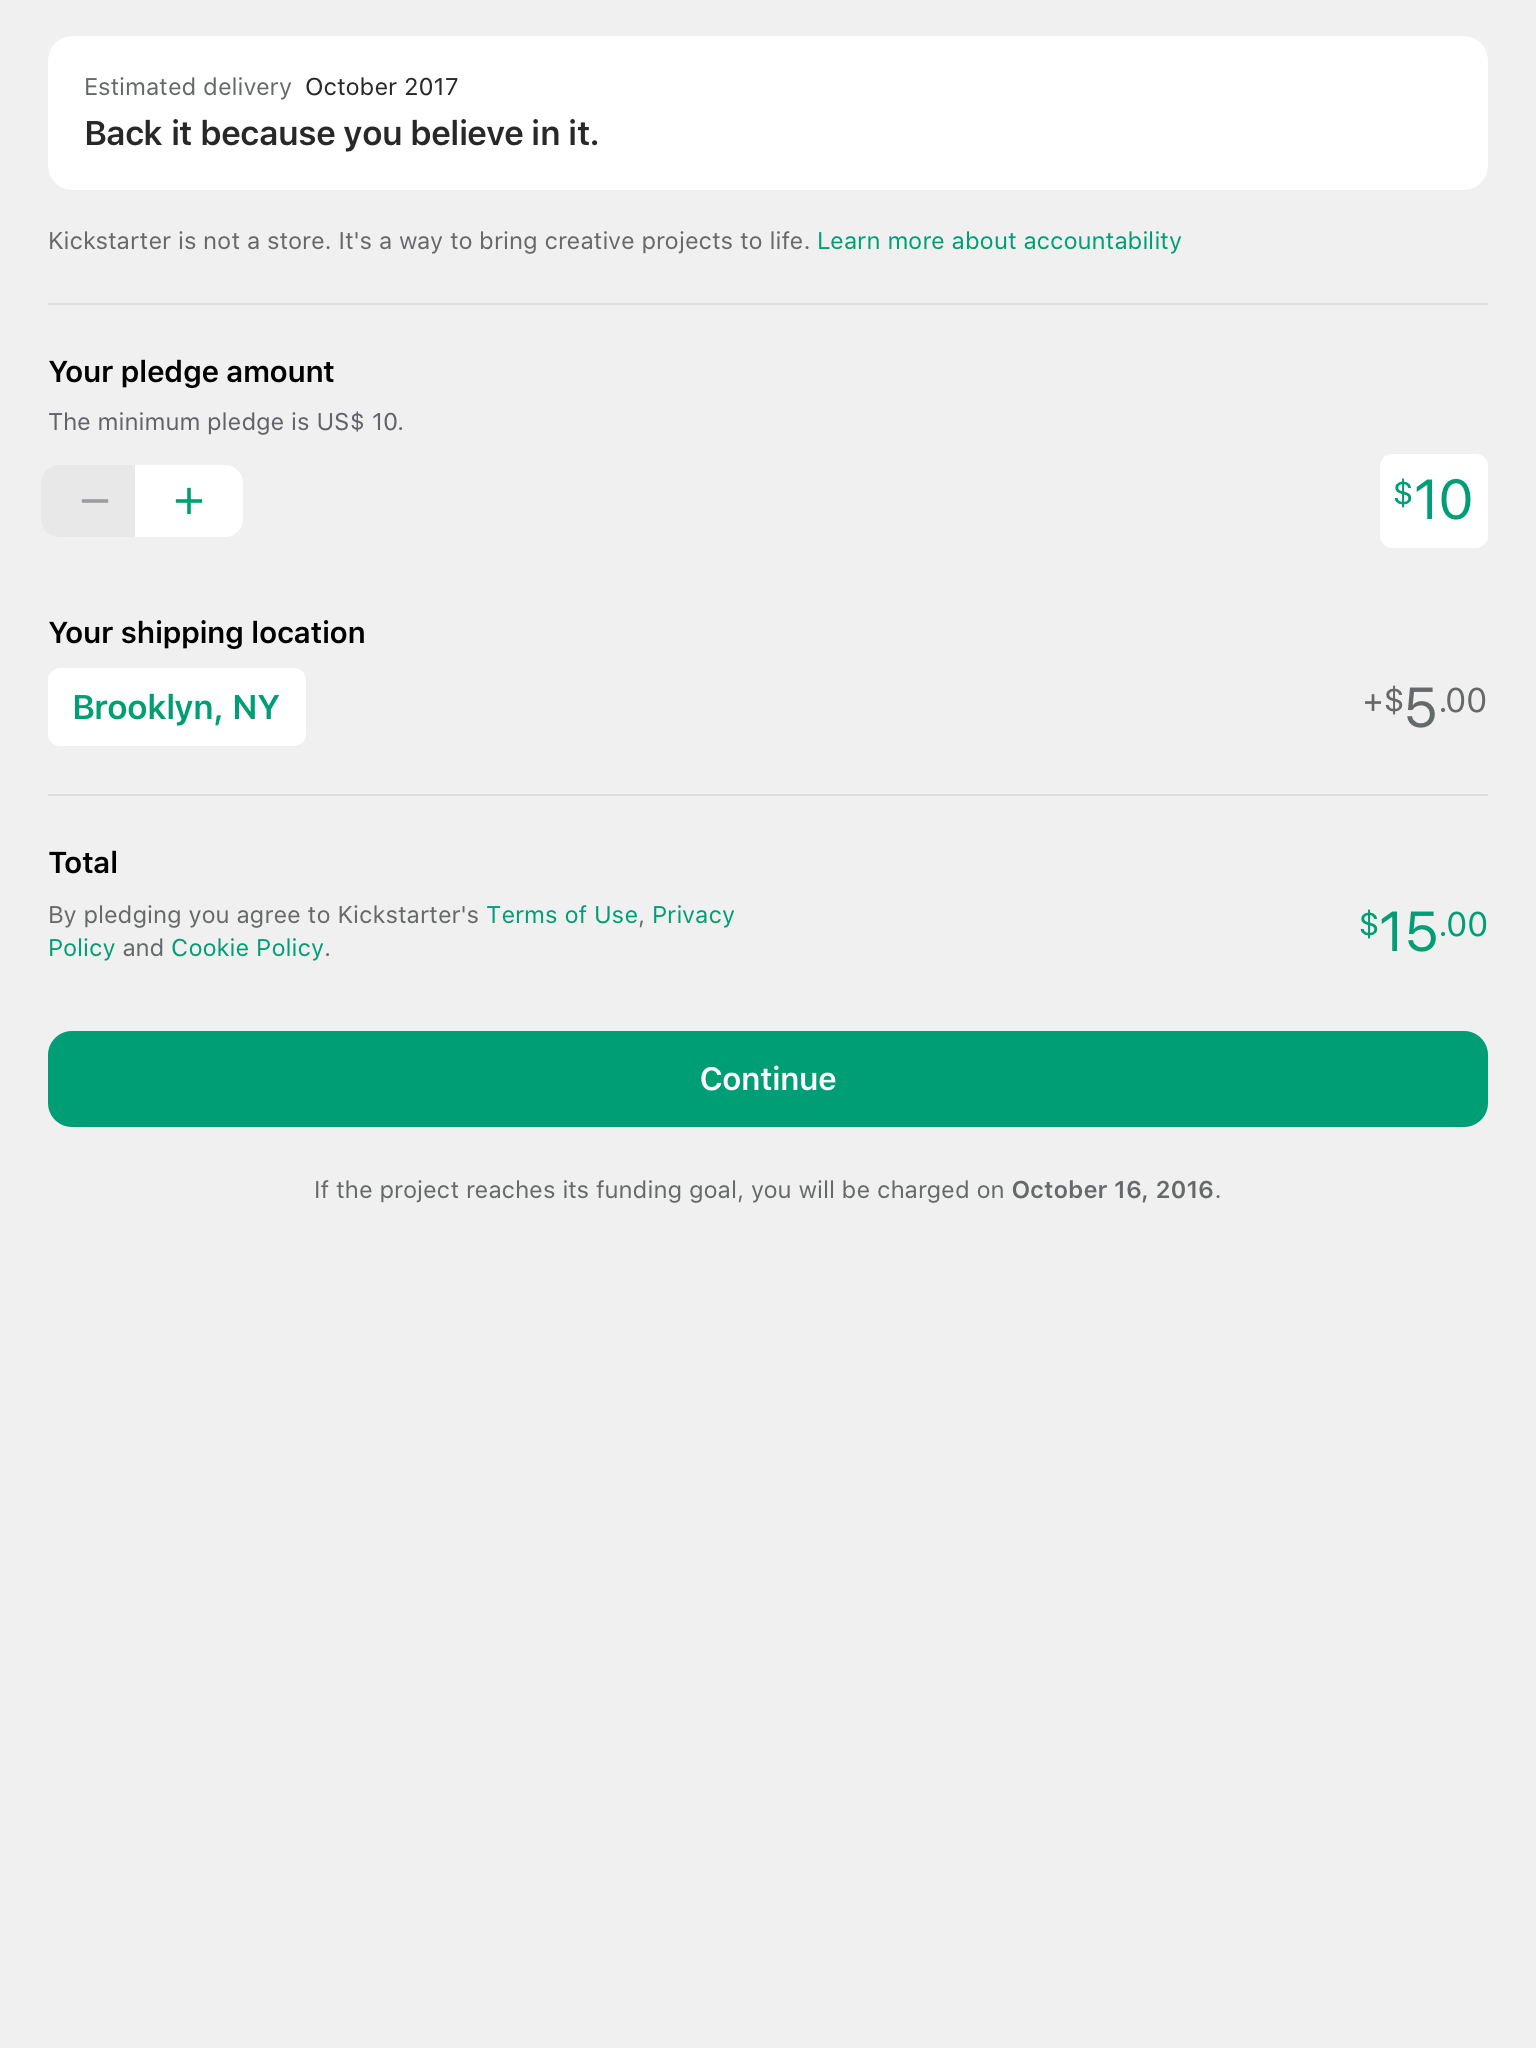 Estimated delivery October 2017
Back it because you believe in it.
Kickstarter is not a store. It's a way to bring creative projects to life. Learn more about accountability
Your pledge amount
The minimum pledge is US$ 10.
− +
$10
Your shipping location
Brooklyn, NY
+$5.00
Total
By pledging you agree to Kickstarter's Terms of Use, Privacy
Policy and Cookie Policy.
$15.00
Continue
If the project reaches its funding goal, you will be charged on October 16, 2016.